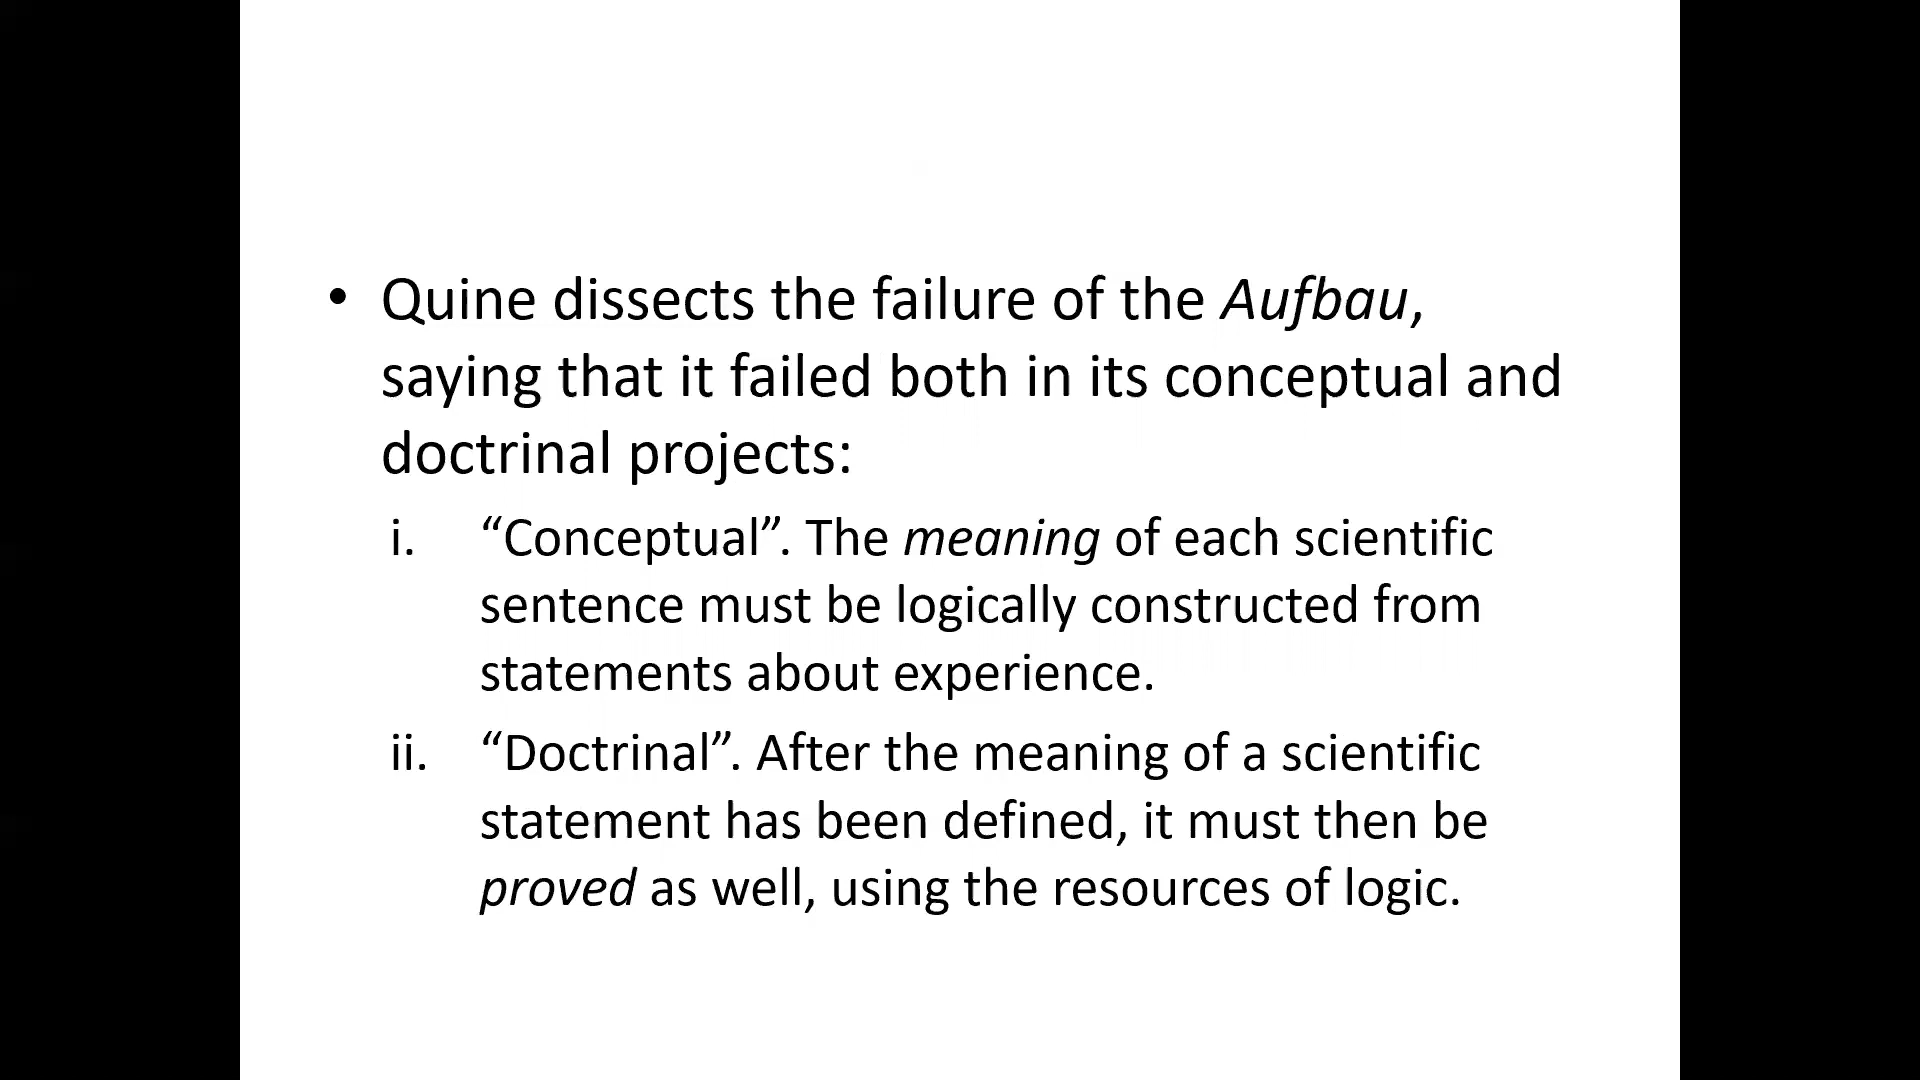 • Quine dissects the failure of the Aufbau,
saying that it failed both in its conceptual and
doctrinal projects:
i. “Conceptual”. The meaning of each scientific
sentence must be logically constructed from
statements about experience.
ii. “Doctrinal”. After the meaning of a scientific
statement has been defined, it must then be
proved as well, using the resources of logic.